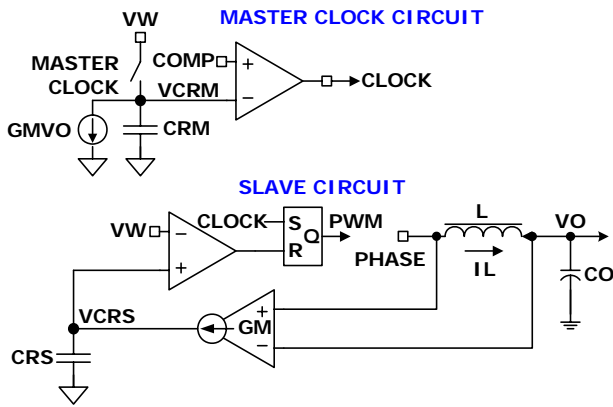 MASTER CLOCK CIRCUIT
VW
MASTER
CLOCK
COMP
+
−
CLOCK
VCRM
GMVO
CRM
SLAVE CIRCUIT
VW
−
+
CLOCK
S
R
Q
PWM
PHASE
L
IL
VO
CO
VCRS
GM
+
−
CRS